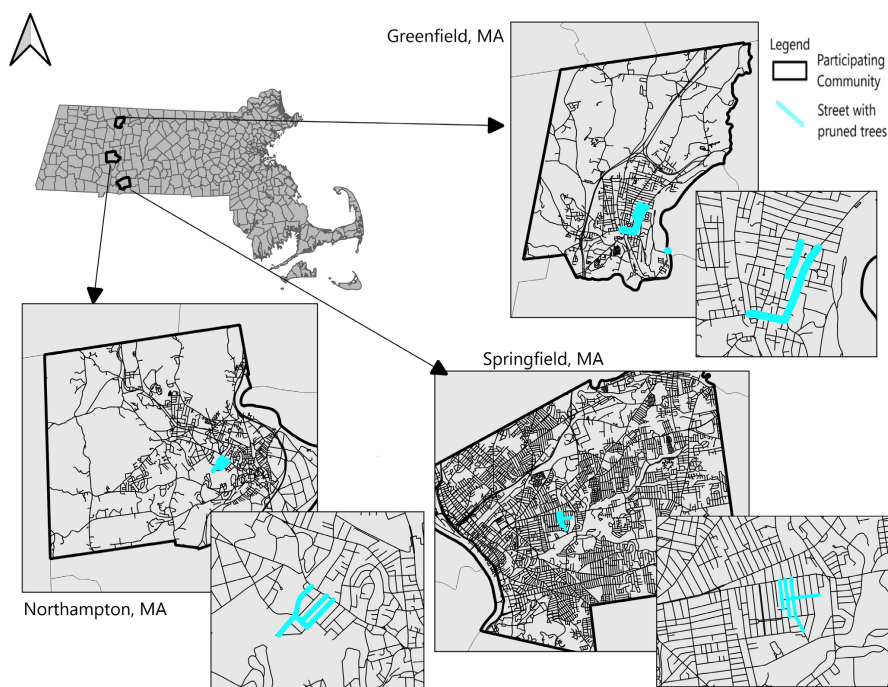 Greenfield, MA
Legend
Participating
Community
Street with
pruned trees
Springfield, MA
Northampton, MA